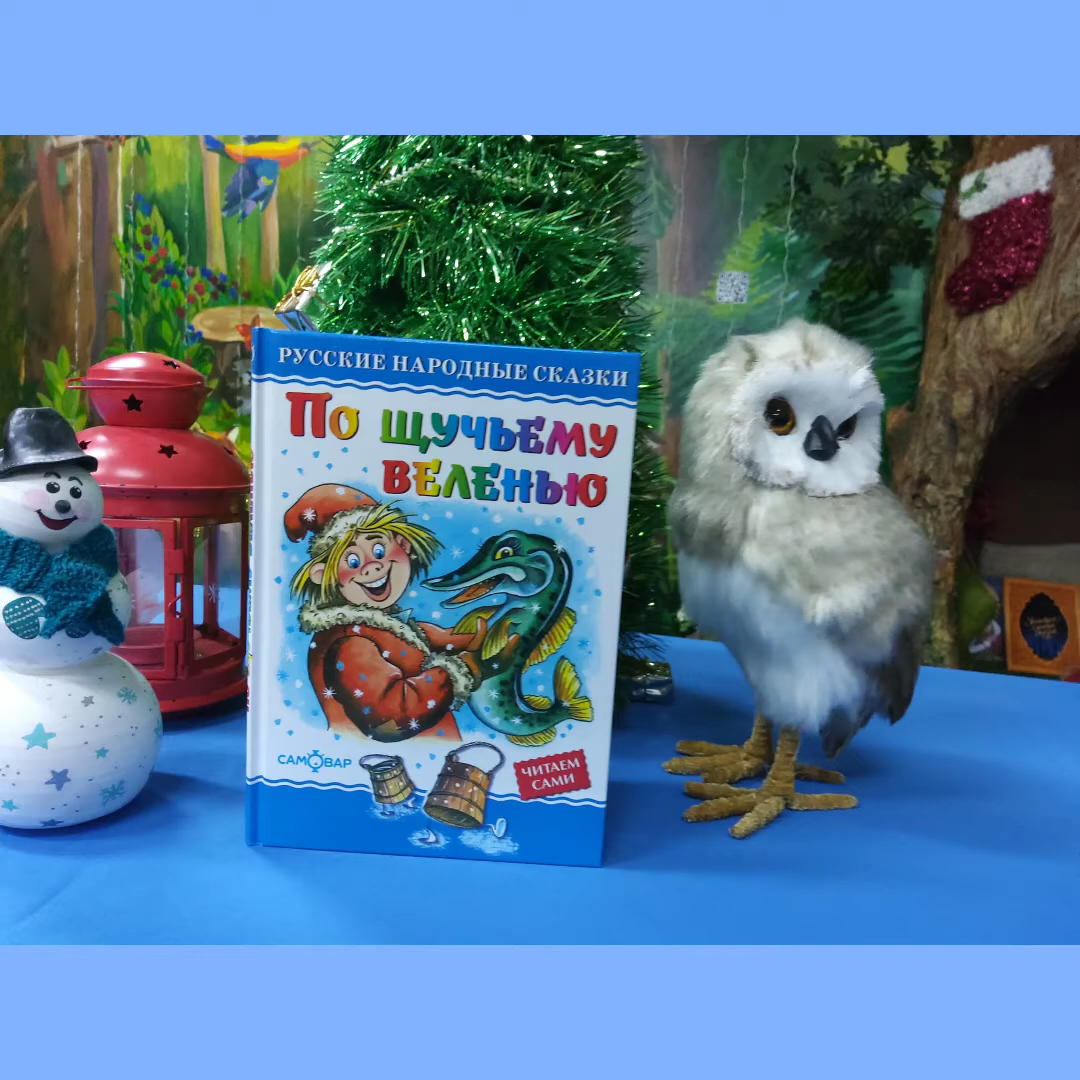 РУССКИЕ НАРОДНЫЕ СКАЗКИ
По щучьему
веленью
САМОВАР
ЧИТАЕМ
САМИ